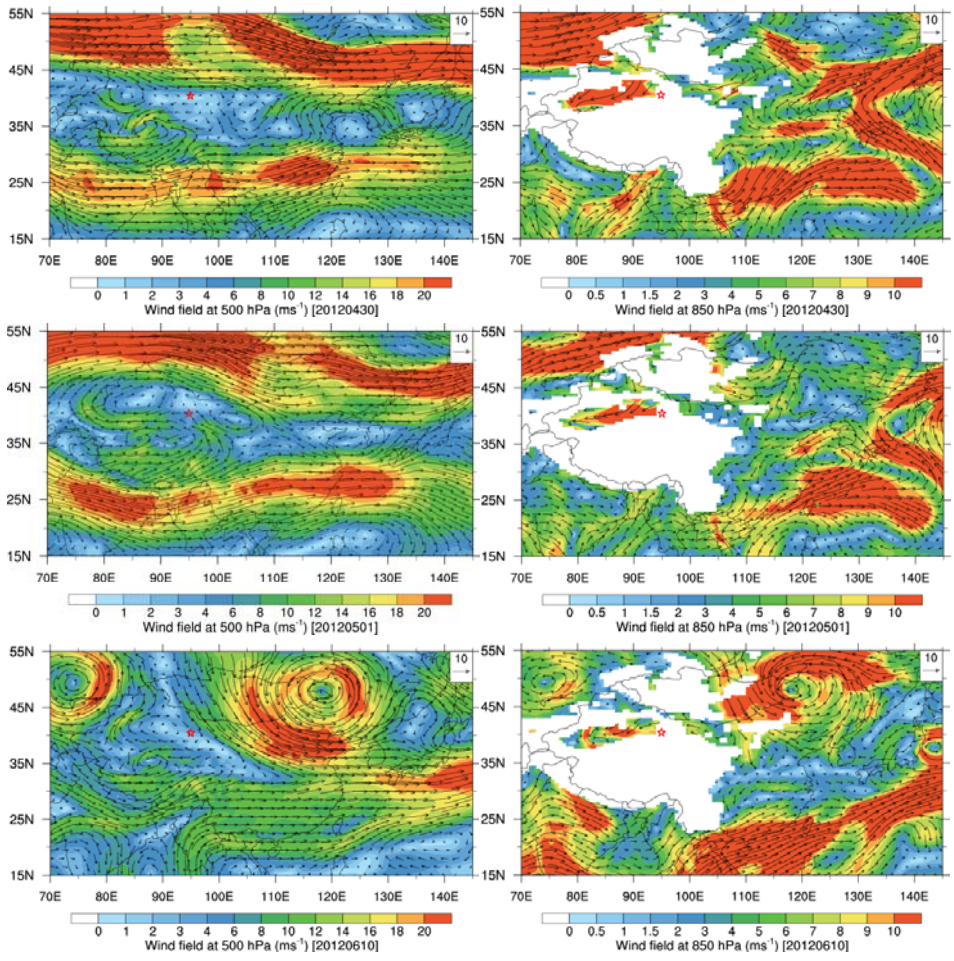 55N
45N
35N
25N
15N
10
70E 80E 90E 100E 110E 120E 130E 140E
0 1 2 3 4 6 8 10 12 14 16 18 20
Wind field at 500 hPa (ms⁻¹) [20120430]
55N
45N
35N
25N
15N
10
70E 80E 90E 100E 110E 120E 130E 140E
0 0.5 1 1.5 2 3 4 5 6 7 8 9 10
Wind field at 850 hPa (ms⁻¹) [20120430]
55N
45N
35N
25N
15N
10
70E 80E 90E 100E 110E 120E 130E 140E
0 1 2 3 4 6 8 10 12 14 16 18 20
Wind field at 500 hPa (ms⁻¹) [20120501]
55N
45N
35N
25N
15N
10
70E 80E 90E 100E 110E 120E 130E 140E
0 0.5 1 1.5 2 3 4 5 6 7 8 9 10
Wind field at 850 hPa (ms⁻¹) [20120501]
55N
45N
35N
25N
15N
10
70E 80E 90E 100E 110E 120E 130E 140E
0 1 2 3 4 6 8 10 12 14 16 18 20
Wind field at 500 hPa (ms⁻¹) [20120610]
55N
45N
35N
25N
15N
10
70E 80E 90E 100E 110E 120E 130E 140E
0 0.5 1 1.5 2 3 4 5 6 7 8 9 10
Wind field at 850 hPa (ms⁻¹) [20120610]